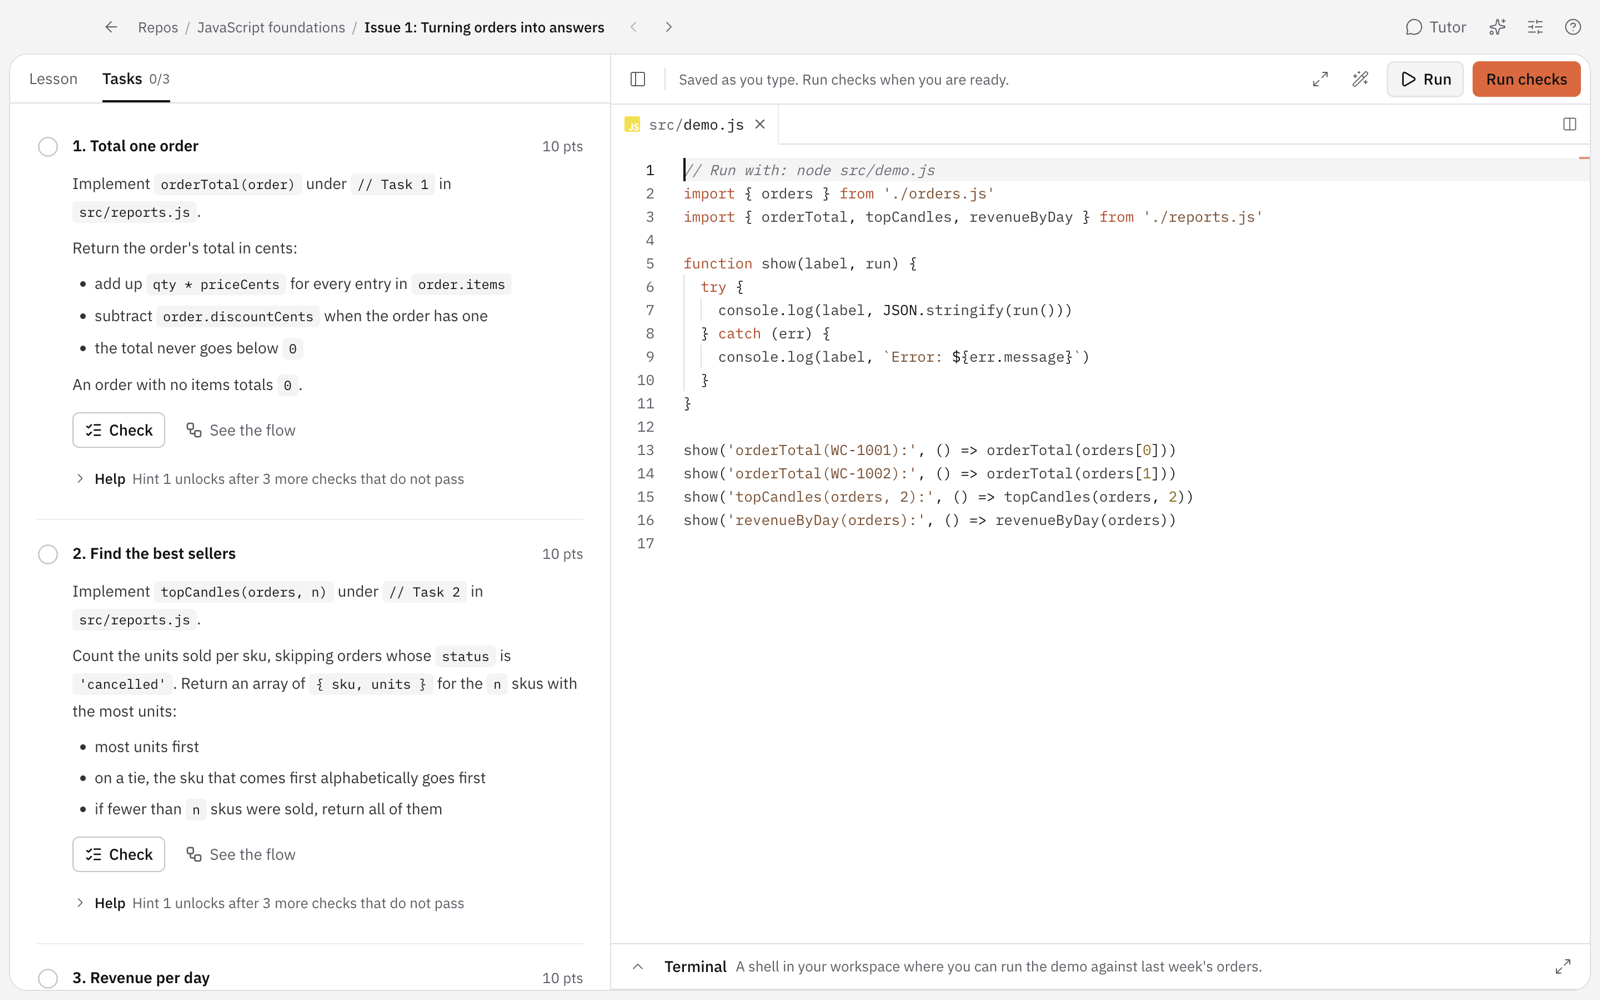 Repos / JavaScript foundations / Issue 1: Turning orders into answers
Tutor
Lesson
Tasks 0/3
1. Total one order 10 pts
Implement orderTotal(order) under // Task 1 in
src/reports.js.
Return the order's total in cents:
• add up qty * priceCents for every entry in order.items
• subtract order.discountCents when the order has one
• the total never goes below 0
An order with no items totals 0.
Check
See the flow
Help Hint 1 unlocks after 3 more checks that do not pass
2. Find the best sellers 10 pts
Implement topCandles(orders, n) under // Task 2 in
src/reports.js.
Count the units sold per sku, skipping orders whose status is
'cancelled'. Return an array of { sku, units } for the n skus with
the most units:
• most units first
• on a tie, the sku that comes first alphabetically goes first
• if fewer than n skus were sold, return all of them
Check
See the flow
Help Hint 1 unlocks after 3 more checks that do not pass
3. Revenue per day 10 pts
Saved as you type. Run checks when you are ready.
Run
Run checks
JS src/demo.js
1 // Run with: node src/demo.js
2 import { orders } from './orders.js'
3 import { orderTotal, topCandles, revenueByDay } from './reports.js'
4
5 function show(label, run) {
6 try {
7 console.log(label, JSON.stringify(run()))
8 } catch (err) {
9 console.log(label, `Error: ${err.message}`)
10 }
11 }
12
13 show('orderTotal(WC-1001):', () => orderTotal(orders[0]))
14 show('orderTotal(WC-1002):', () => orderTotal(orders[1]))
15 show('topCandles(orders, 2):', () => topCandles(orders, 2))
16 show('revenueByDay(orders):', () => revenueByDay(orders))
17
Terminal A shell in your workspace where you can run the demo against last week's orders.